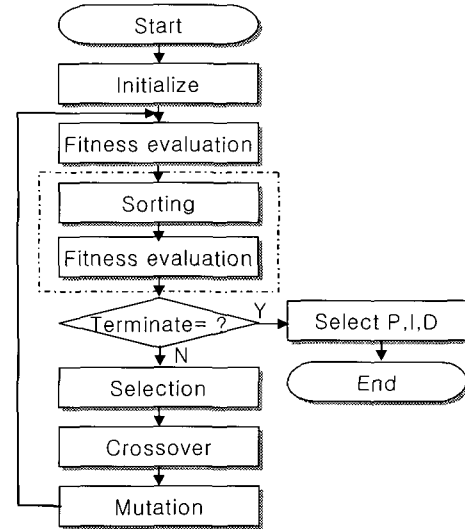 Start
Initialize
Fitness evaluation
Sorting
Fitness evaluation
Terminate= ?
Y
Select P,I,D
N
End
Selection
Crossover
Mutation